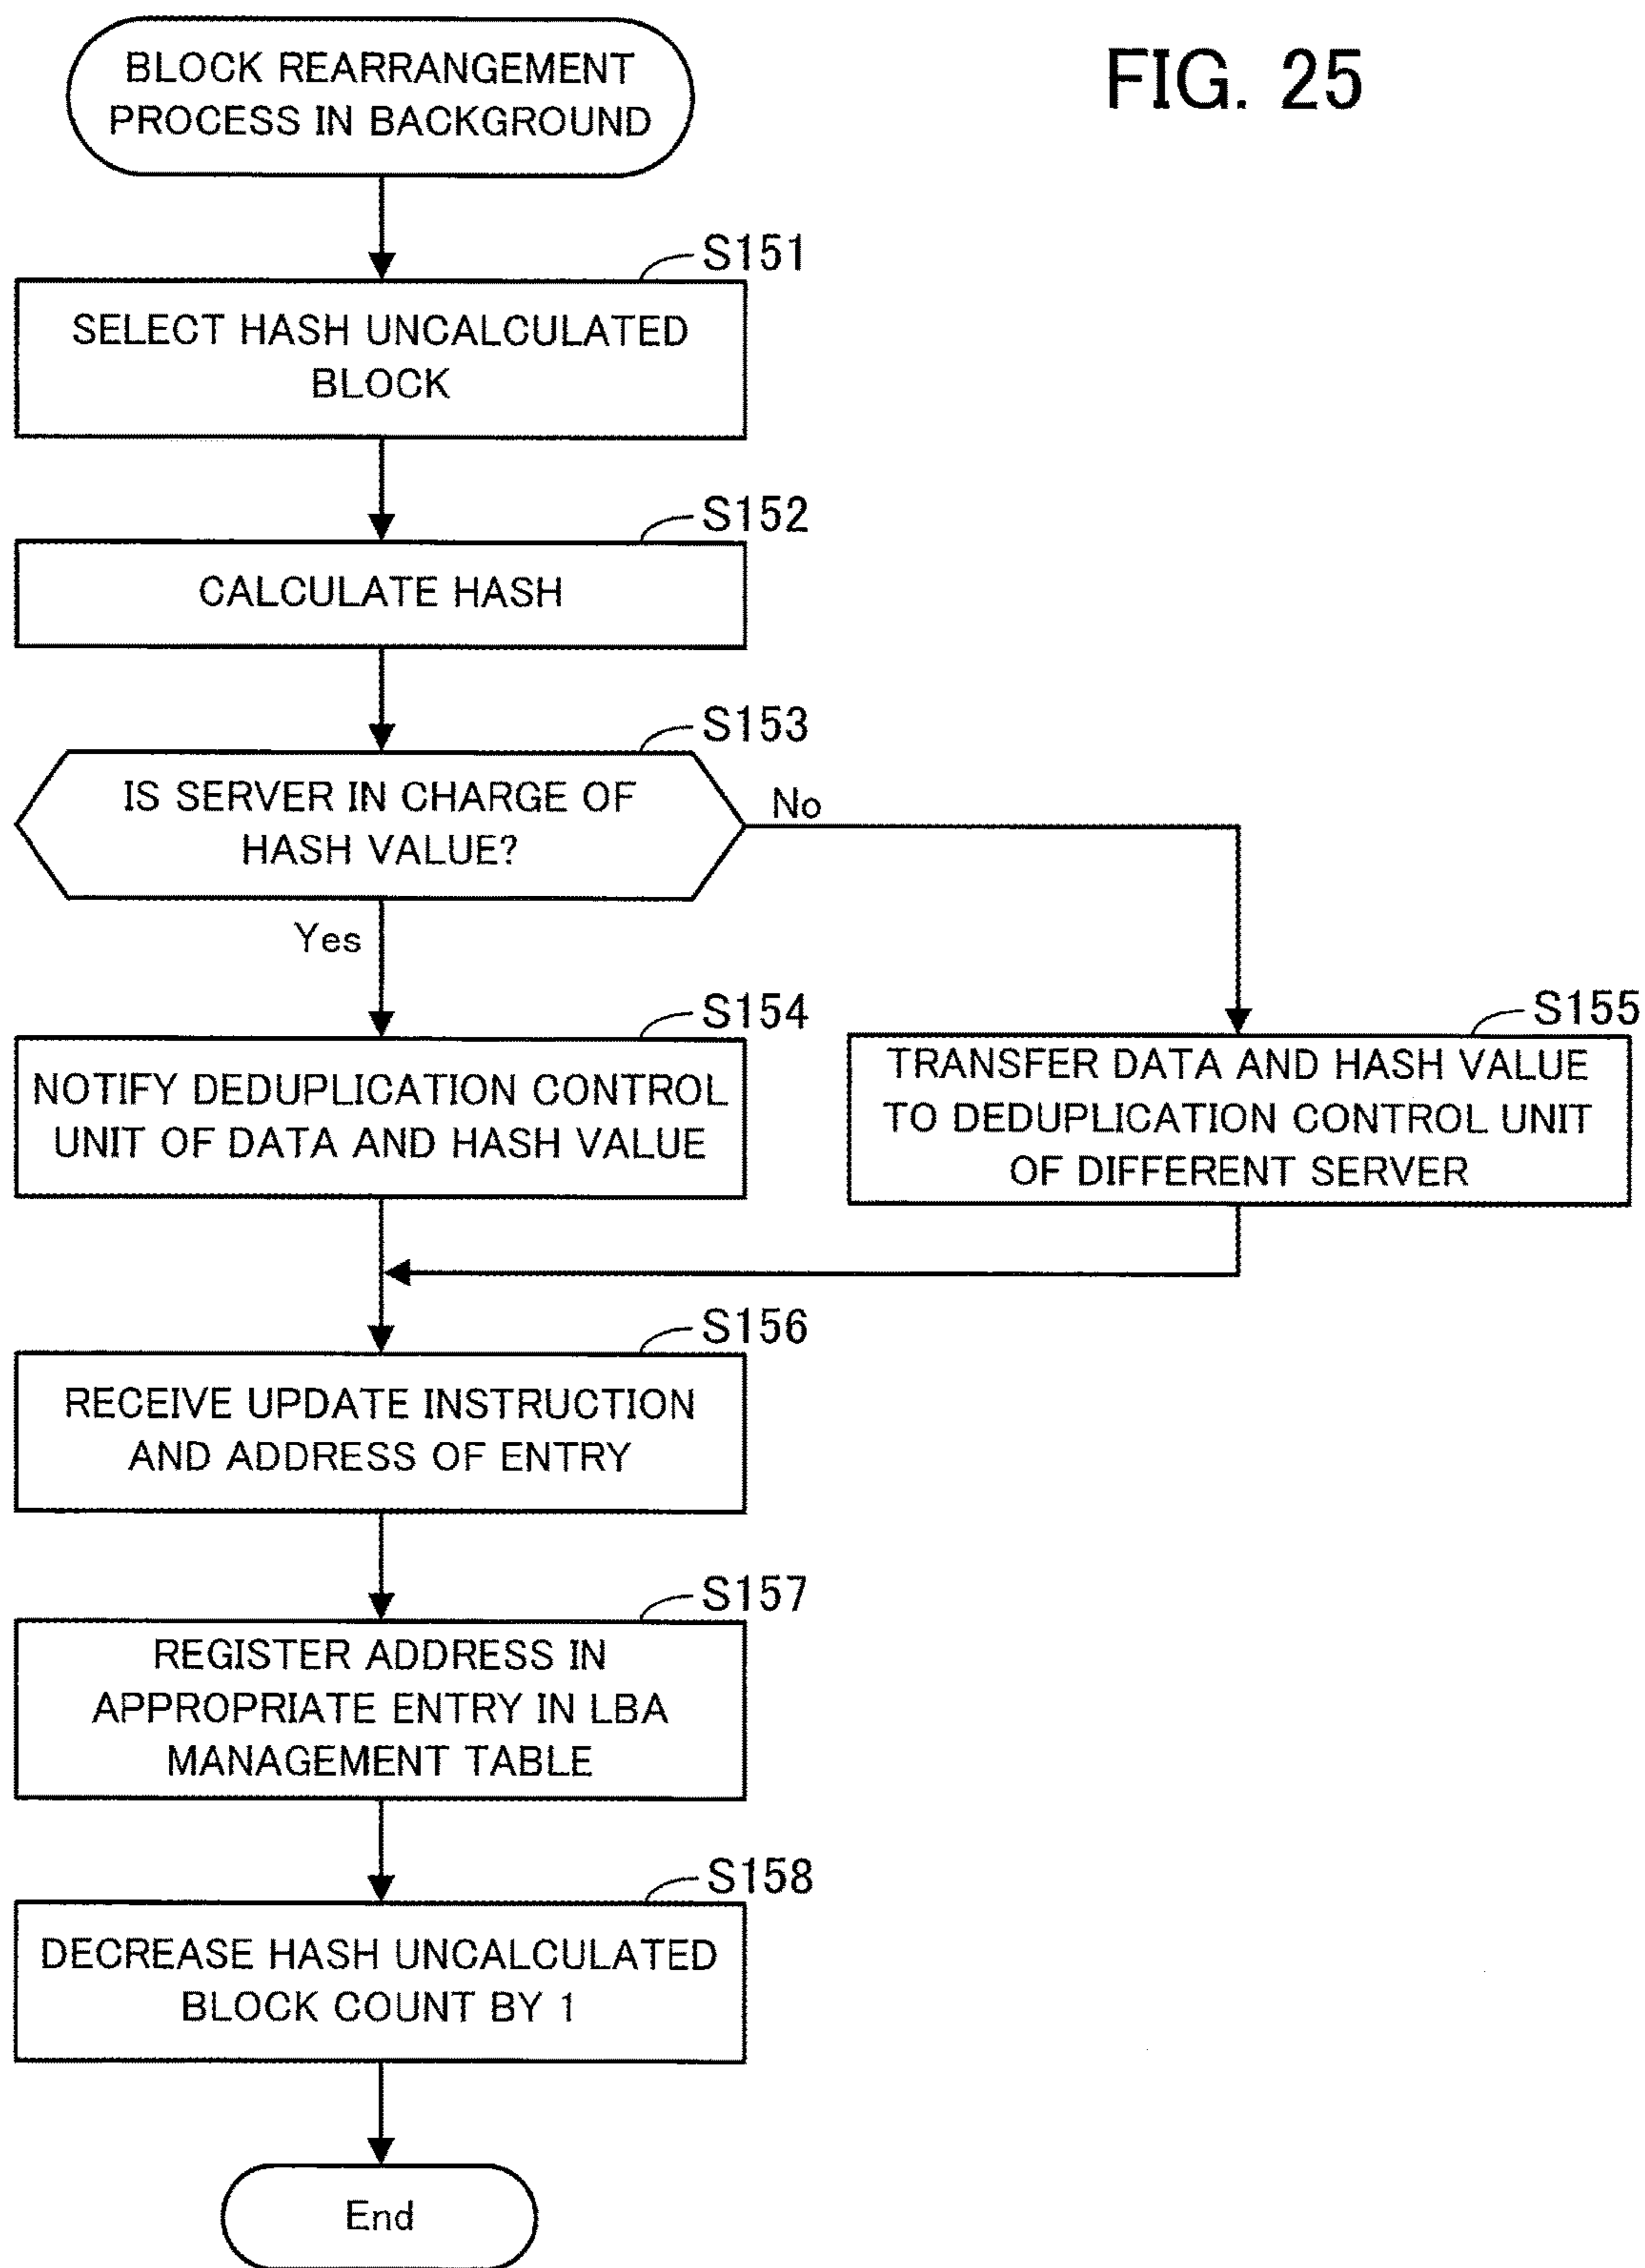 FIG. 25
BLOCK REARRANGEMENT
PROCESS IN BACKGROUND
S151
SELECT HASH UNCALCULATED
BLOCK
S152
CALCULATE HASH
S153
IS SERVER IN CHARGE OF
HASH VALUE?
No
Yes
S154
NOTIFY DEDUPLICATION CONTROL
UNIT OF DATA AND HASH VALUE
S155
TRANSFER DATA AND HASH VALUE
TO DEDUPLICATION CONTROL UNIT
OF DIFFERENT SERVER
S156
RECEIVE UPDATE INSTRUCTION
AND ADDRESS OF ENTRY
S157
REGISTER ADDRESS IN
APPROPRIATE ENTRY IN LBA
MANAGEMENT TABLE
S158
DECREASE HASH UNCALCULATED
BLOCK COUNT BY 1
End